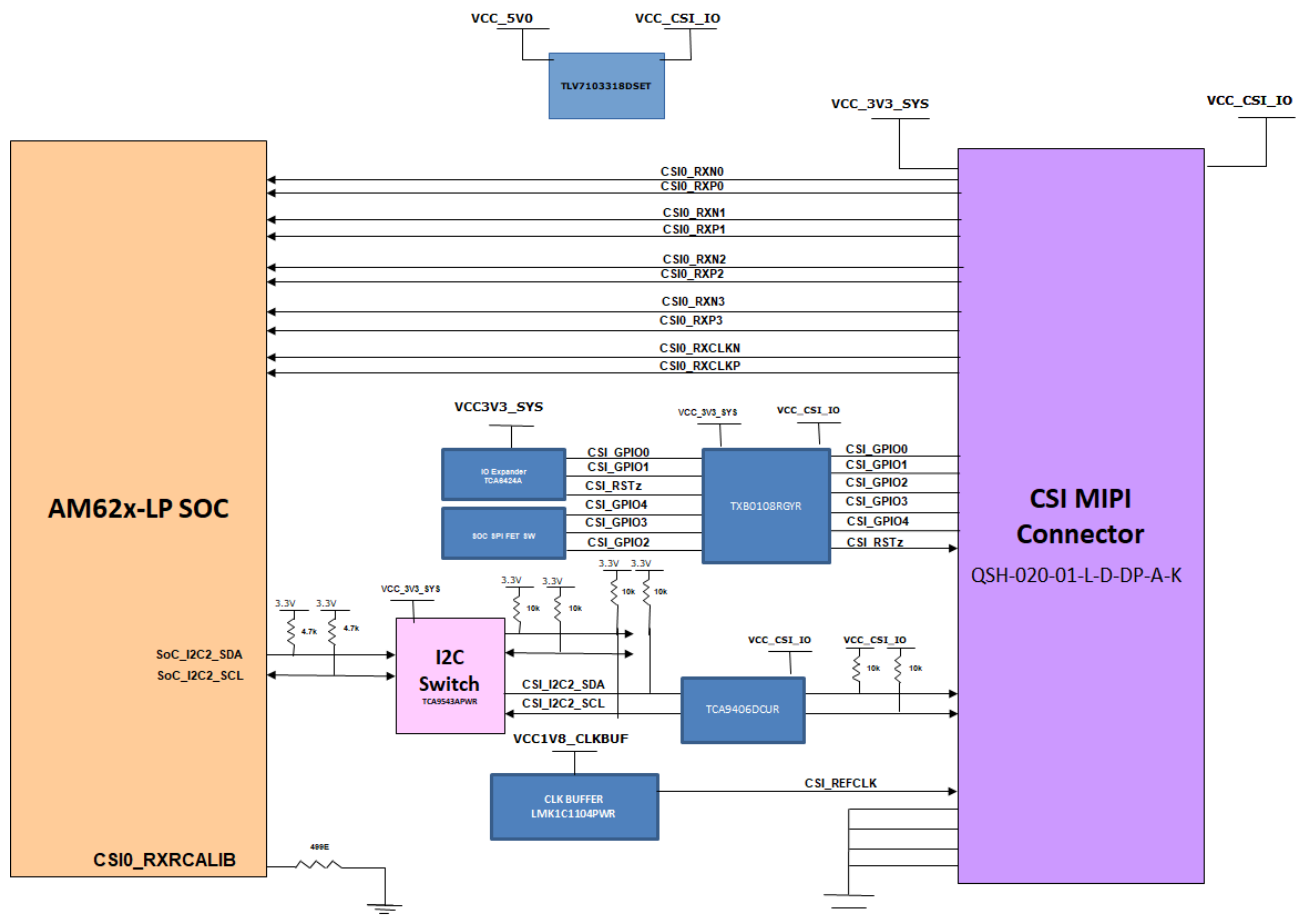 VCC_5V0
VCC_CSI_IO
TLV7103318DSET
VCC_3V3_SYS
VCC_CSI_IO
CSI0_RXN0
CSI0_RXP0
CSI0_RXN1
CSI0_RXP1
CSI0_RXN2
CSI0_RXP2
CSI0_RXN3
CSI0_RXP3
CSI0_RXCLKN
CSI0_RXCLKP
AM62x-LP SOC
VCC3V3_SYS
IO Expander
TCA6424A
SOC SPI FET SW
CSI_GPIO0
CSI_GPIO1
CSI_RSTz
CSI_GPIO4
CSI_GPIO3
CSI_GPIO2
VCC_3V3_SYS
VCC_CSI_IO
TXB0108RGYR
CSI_GPIO0
CSI_GPIO1
CSI_GPIO2
CSI_GPIO3
CSI_GPIO4
CSI_RSTz
CSI MIPI
Connector
QSH-020-01-L-D-DP-A-K
3.3V
3.3V
4.7k
4.7k
SoC_I2C2_SDA
SoC_I2C2_SCL
VCC_3V3_SYS
I2C
Switch
TCA9543APWR
3.3V
3.3V
3.3V
3.3V
10k
10k
10k
10k
CSI_I2C2_SDA
CSI_I2C2_SCL
VCC_CSI_IO
TCA9406DCUR
VCC_CSI_IO
10k
10k
VCC1V8_CLKBUF
CLK BUFFER
LMK1C1104PWR
CSI_REFCLK
CSI0_RXRCALIB
499E